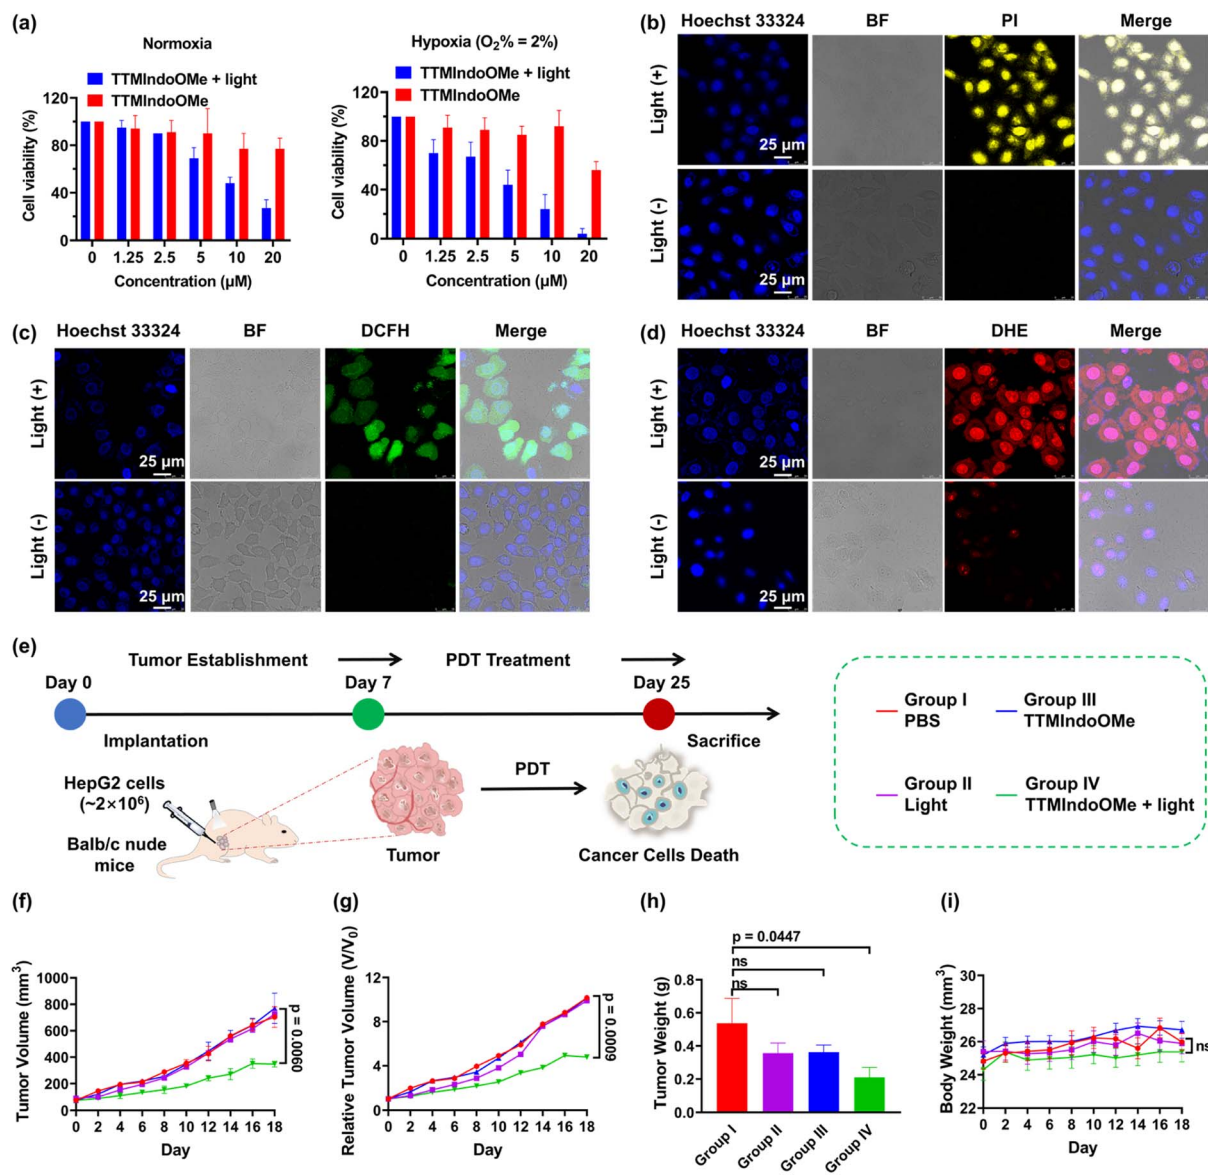 (a)
Normoxia
TTMIndoOMe + light
TTMIndoOMe
Cell viability (%)
120
80
40
0
0 1.25 2.5 5 10 20
Concentration (μM)
Hypoxia (O₂% = 2%)
TTMIndoOMe + light
TTMIndoOMe
Cell viability (%)
120
80
40
0
0 1.25 2.5 5 10 20
Concentration (μM)
(b)
Hoechst 33324 BF PI Merge
Light (+)
25 μm
Light (-)
25 μm
(c)
Hoechst 33324 BF DCFH Merge
Light (+)
25 μm
Light (-)
25 μm
(d)
Hoechst 33324 BF DHE Merge
Light (+)
25 μm
Light (-)
25 μm
(e)
Tumor Establishment PDT Treatment
Day 0 Day 7 Day 25
Implantation Sacrifice
HepG2 cells
(~2×10⁶)
Balb/c nude
mice
PDT
Tumor
Cancer Cells Death
Group I
PBS
Group III
TTMIndoOMe
Group II
Light
Group IV
TTMIndoOMe + light
(f)
Tumor Volume (mm³)
1000
800
600
400
200
0
0 2 4 6 8 10 12 14 16 18
Day
p = 0.0060
(g)
Relative Tumor Volume (V/V₀)
12
8
4
0
0 2 4 6 8 10 12 14 16 18
Day
p = 0.0009
(h)
p = 0.0447
ns
ns
Tumor Weight (g)
0.8
0.6
0.4
0.2
0.0
Group I Group II Group III Group IV
(i)
Body Weight (mm³)
30
28
26
24
22
0 2 4 6 8 10 12 14 16 18
Day
ns